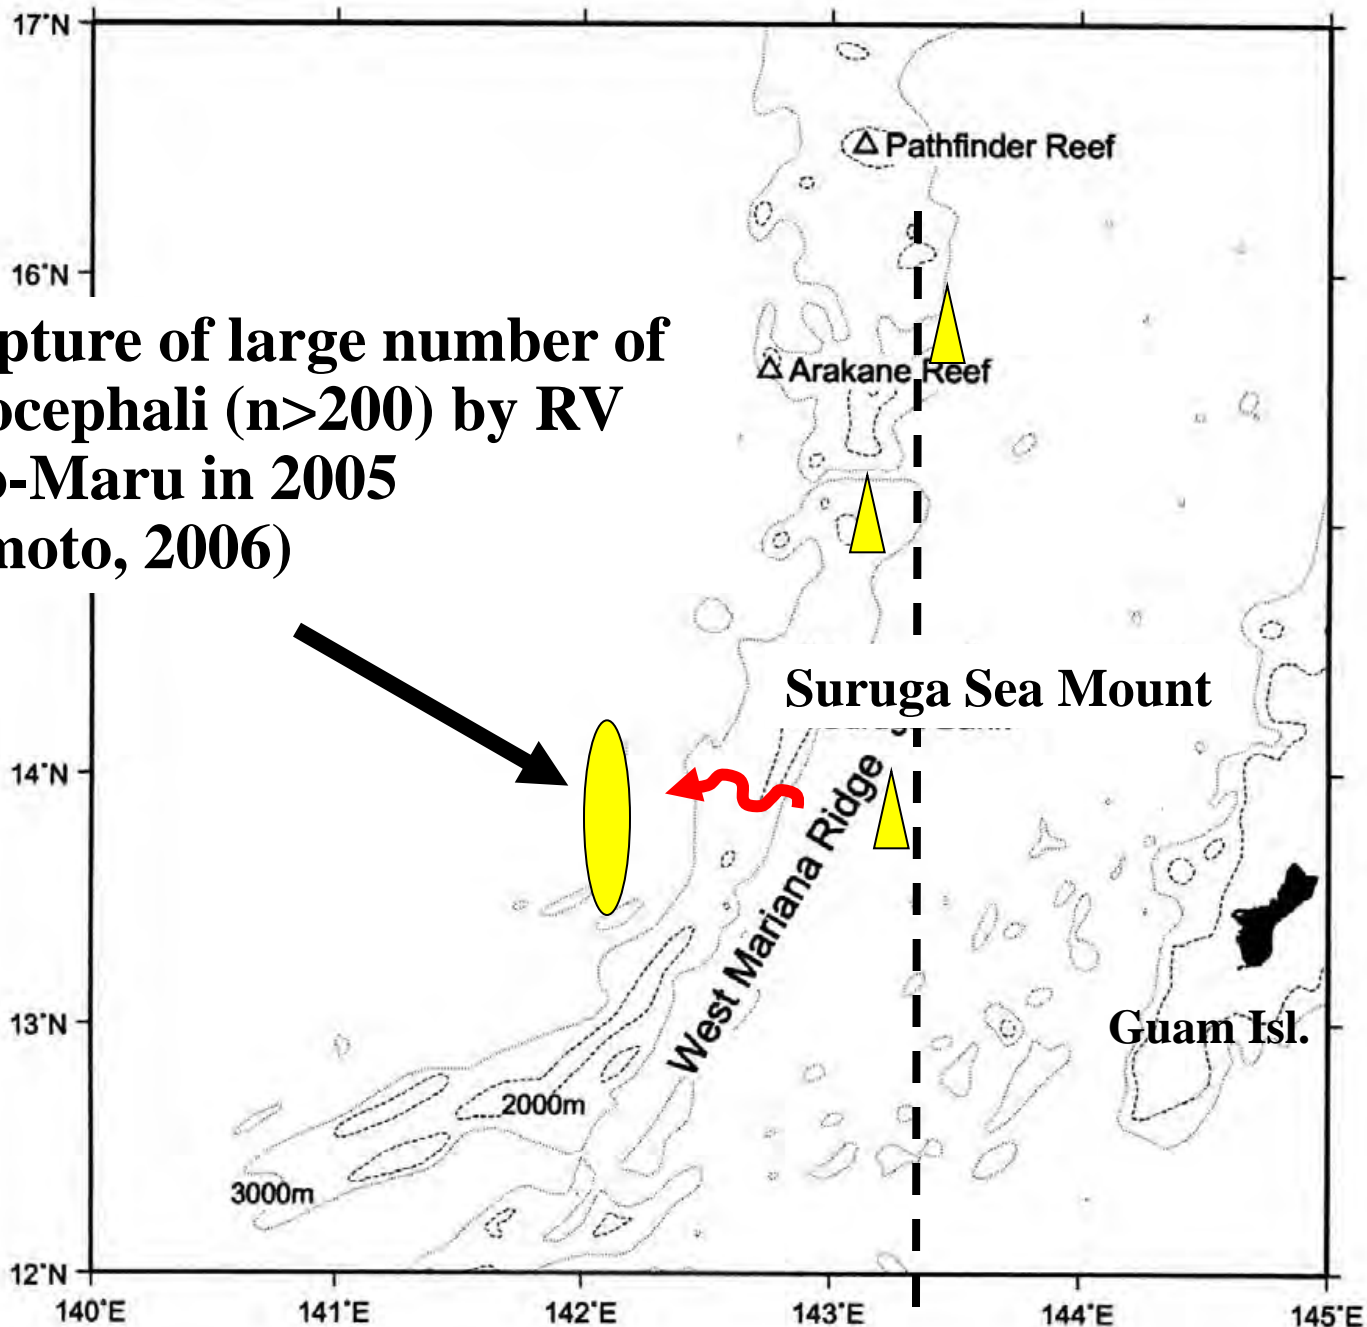 17°N
Pathfinder Reef
16°N
pture of large number of
Arakane Reef
ocephali (n>200) by RV
o-Maru in 2005
moto, 2006)
Suruga Sea Mount
14°N
West Mariana Ridge
13°N
Guam Isl.
2000m
3000m
12°N
140°E 141°E 142°E 143°E 144°E 145°E